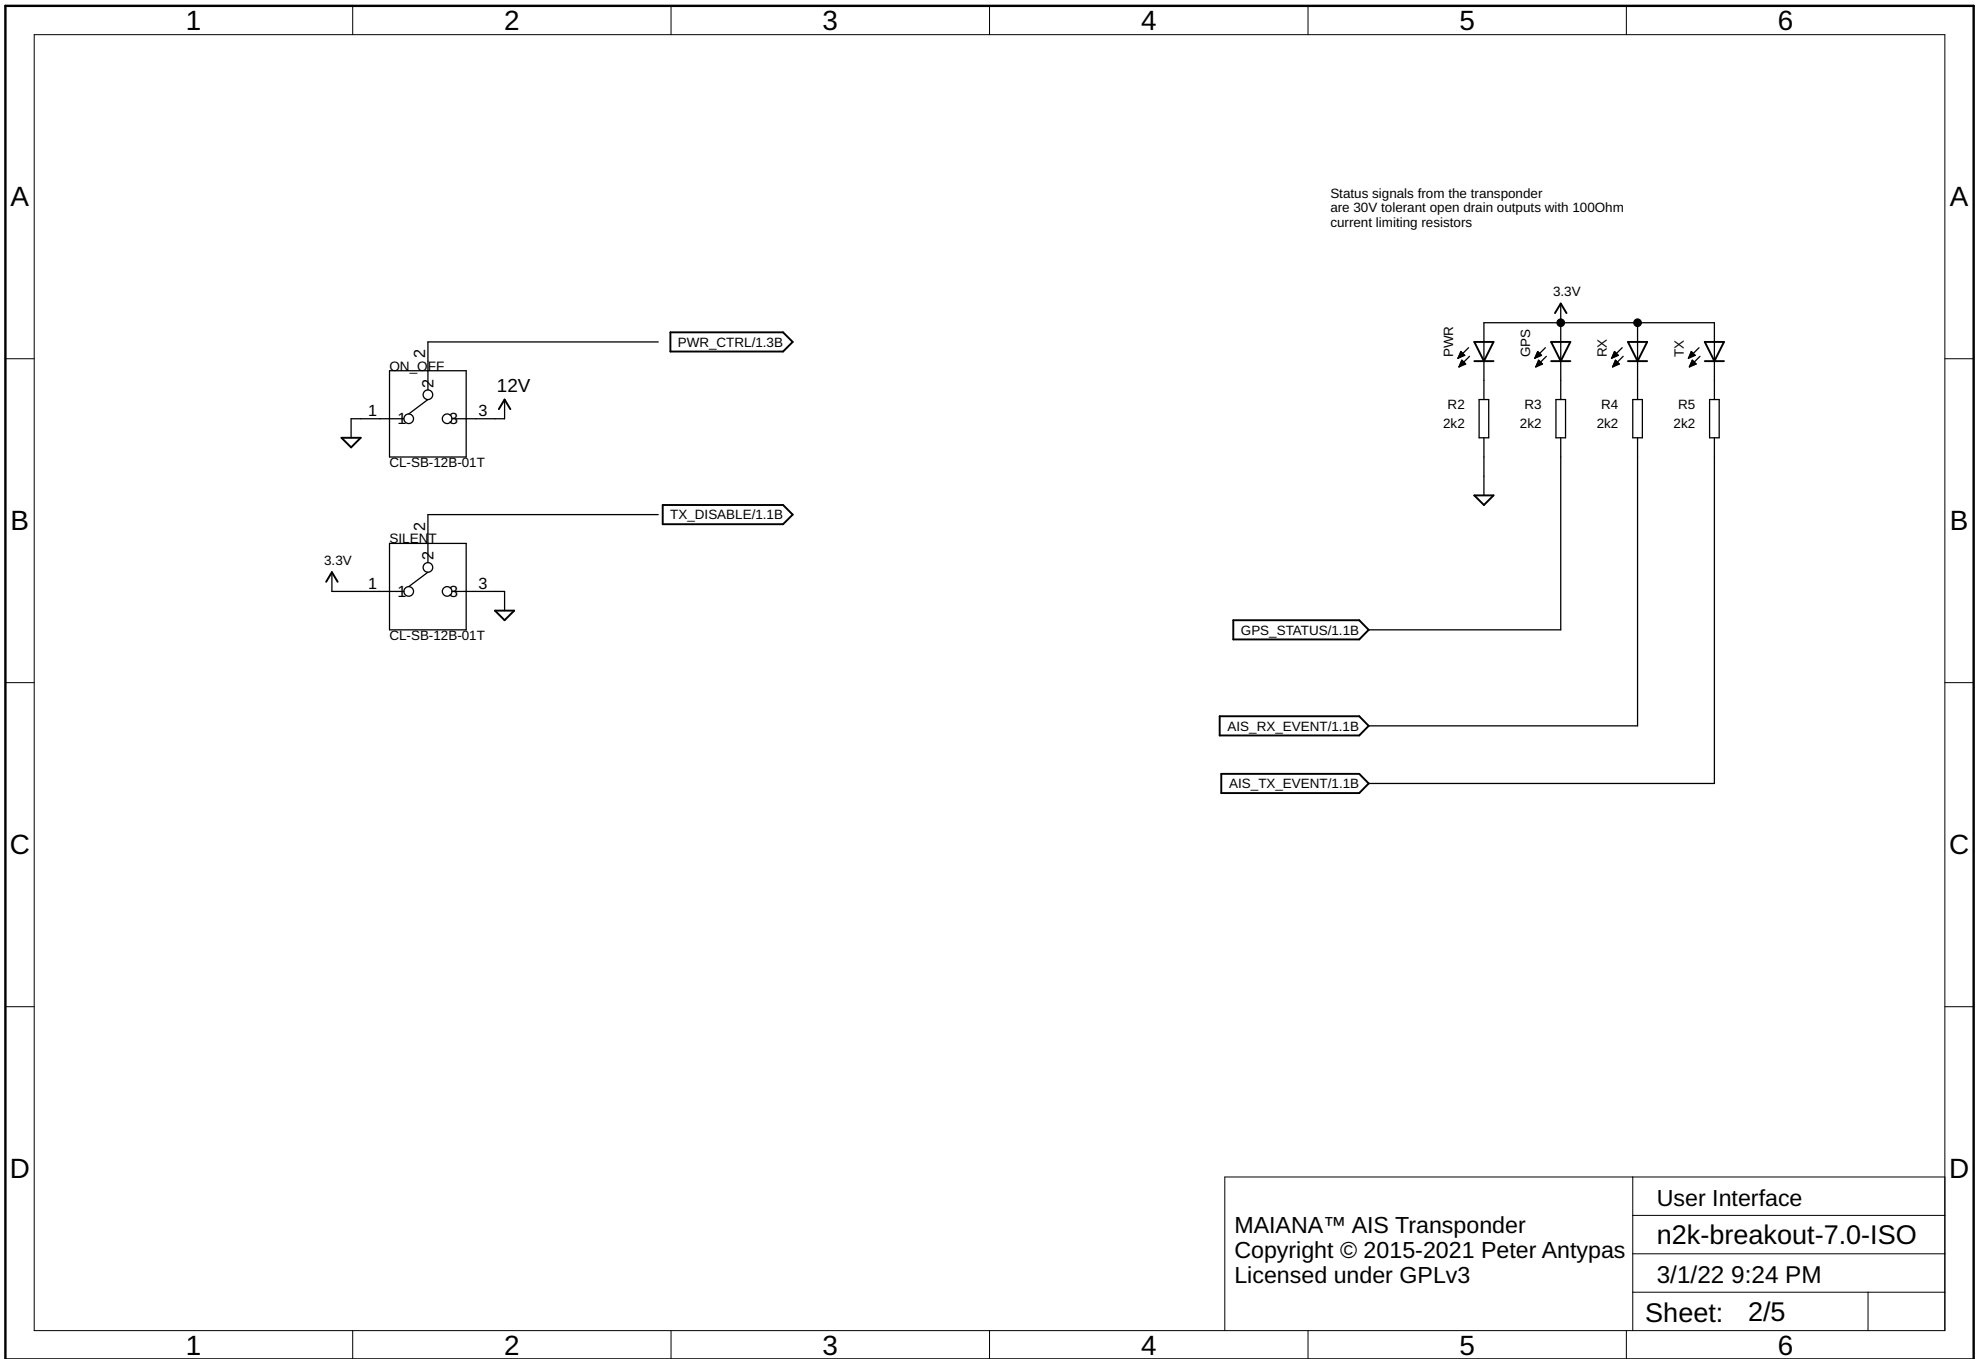 1 2 3 4 5 6
A
A
Status signals from the transponder
are 30V tolerant open drain outputs with 100Ohm
current limiting resistors
3.3V
PWR_CTRL/1.3B
PWR
GPS
RX
TX
2
ON_OFF
2
12V
1
1
3
3
CL-SB-12B-01T
R2
2k2
R3
2k2
R4
2k2
R5
2k2
B
B
TX_DISABLE/1.1B
2
SILENT
2
3.3V
1
1
3
3
CL-SB-12B-01T
GPS_STATUS/1.1B
AIS_RX_EVENT/1.1B
AIS_TX_EVENT/1.1B
C
C
D
D
MAIANA™ AIS Transponder
Copyright © 2015-2021 Peter Antypas
Licensed under GPLv3
User Interface
n2k-breakout-7.0-ISO
3/1/22 9:24 PM
Sheet: 2/5
1 2 3 4 5 6